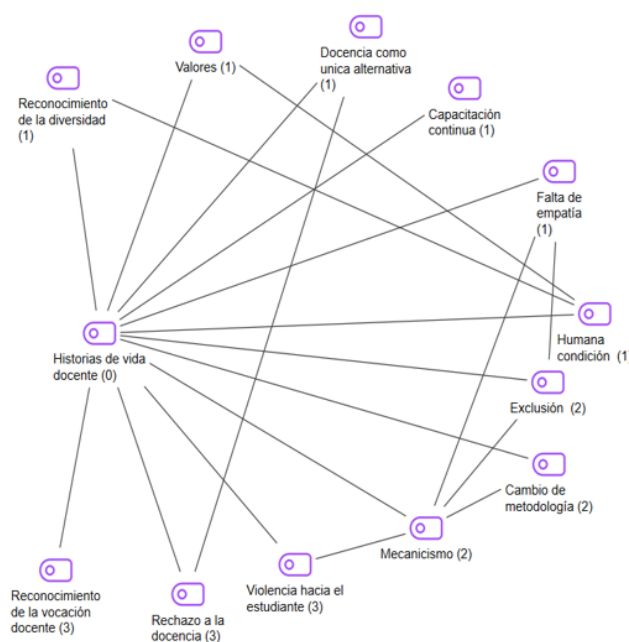 Valores (1)
Docencia como
unica alternativa
(1)
Reconocimiento
de la diversidad
(1)
Capacitación
continua (1)
Falta de
empatía
(1)
Humana
condición (1
Historias de vida
docente (0)
Exclusión (2)
Cambio de
metodología (2)
Mecanicismo (2)
Reconocimiento
de la vocación
docente (3)
Rechazo a la
docencia (3)
Violencia hacia el
estudiante (3)